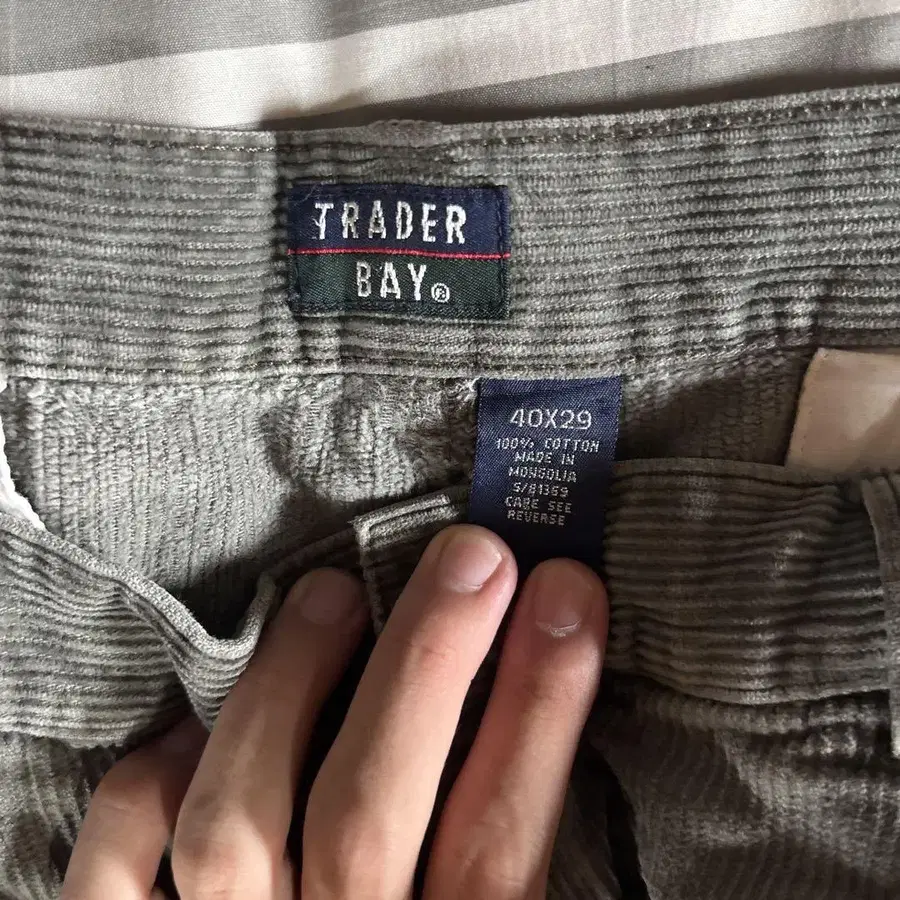 TRADER
BAY®
40X29
100% COTTON
MADE IN
MONGOLIA
S/81369
CARE SEE
REVERSE